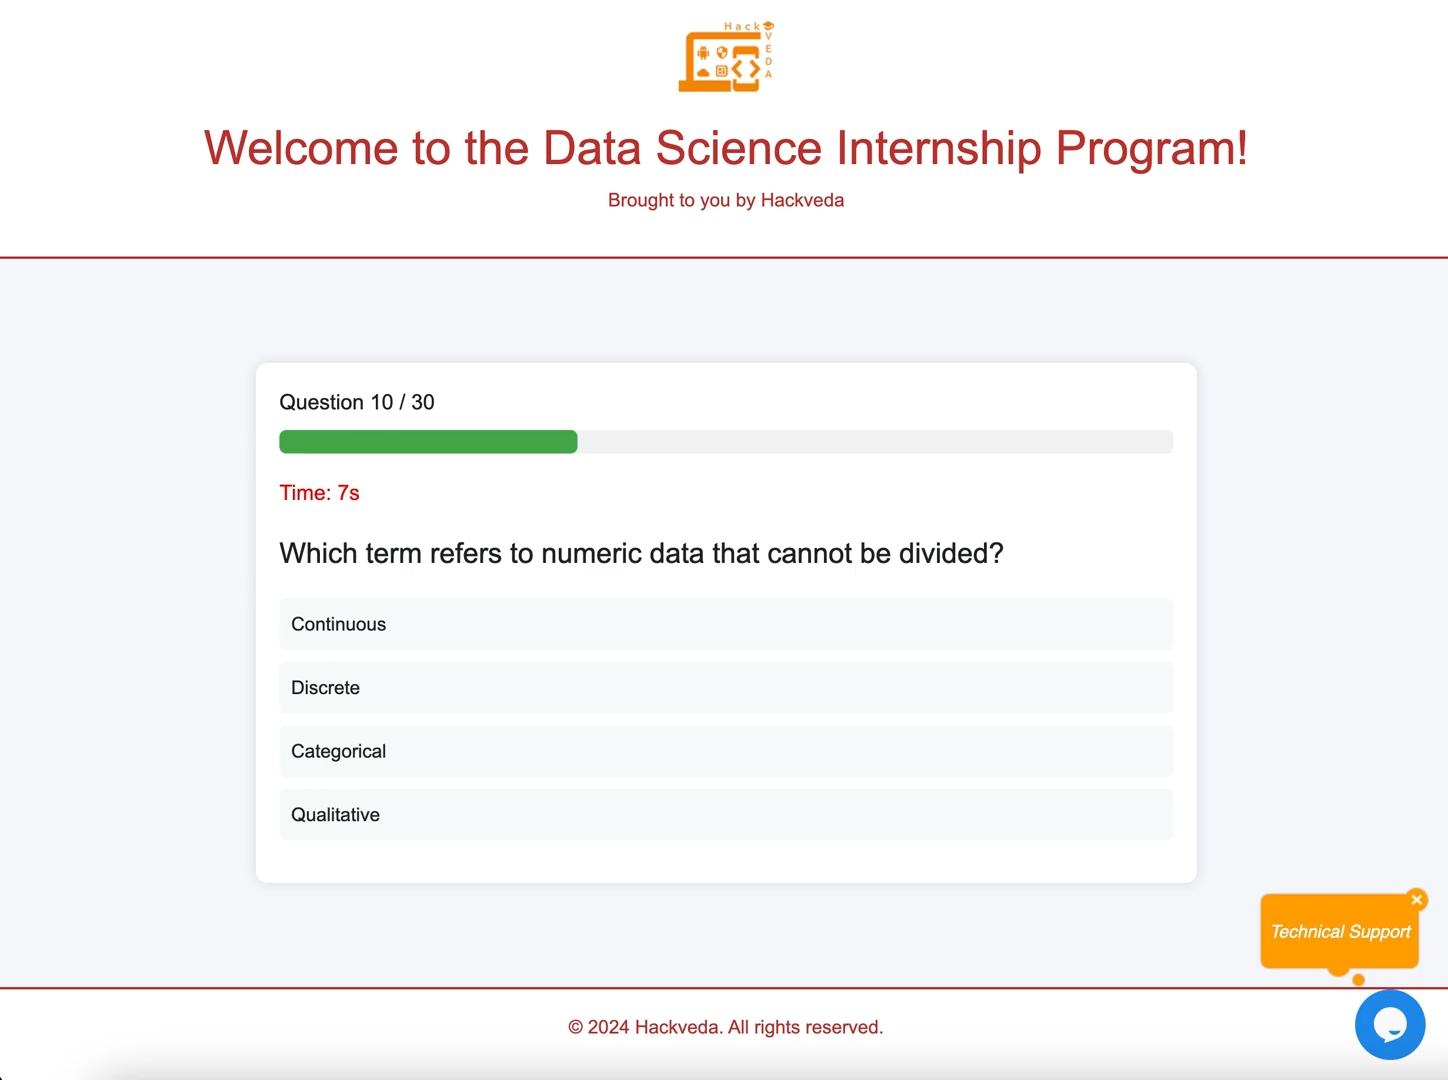 Hack
VEDA
Welcome to the Data Science Internship Program!
Brought to you by Hackveda
Question 10 / 30
Time: 7s
Which term refers to numeric data that cannot be divided?
Continuous
Discrete
Categorical
Qualitative
Technical Support
© 2024 Hackveda. All rights reserved.